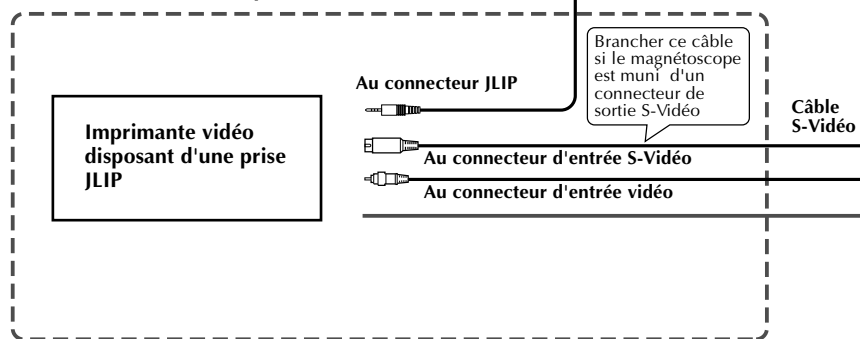 Brancher ce câble
si le magnétoscope
est muni d'un
connecteur de
sortie S-Vidéo
Au connecteur JLIP
Câble
S-Vidéo
Imprimante vidéo
disposant d'une prise
JLIP
Au connecteur d'entrée S-Vidéo
Au connecteur d'entrée vidéo